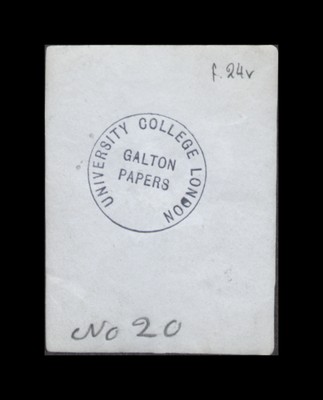 f. 24v
UNIVERSITY COLLEGE LONDON
GALTON
PAPERS
No 20